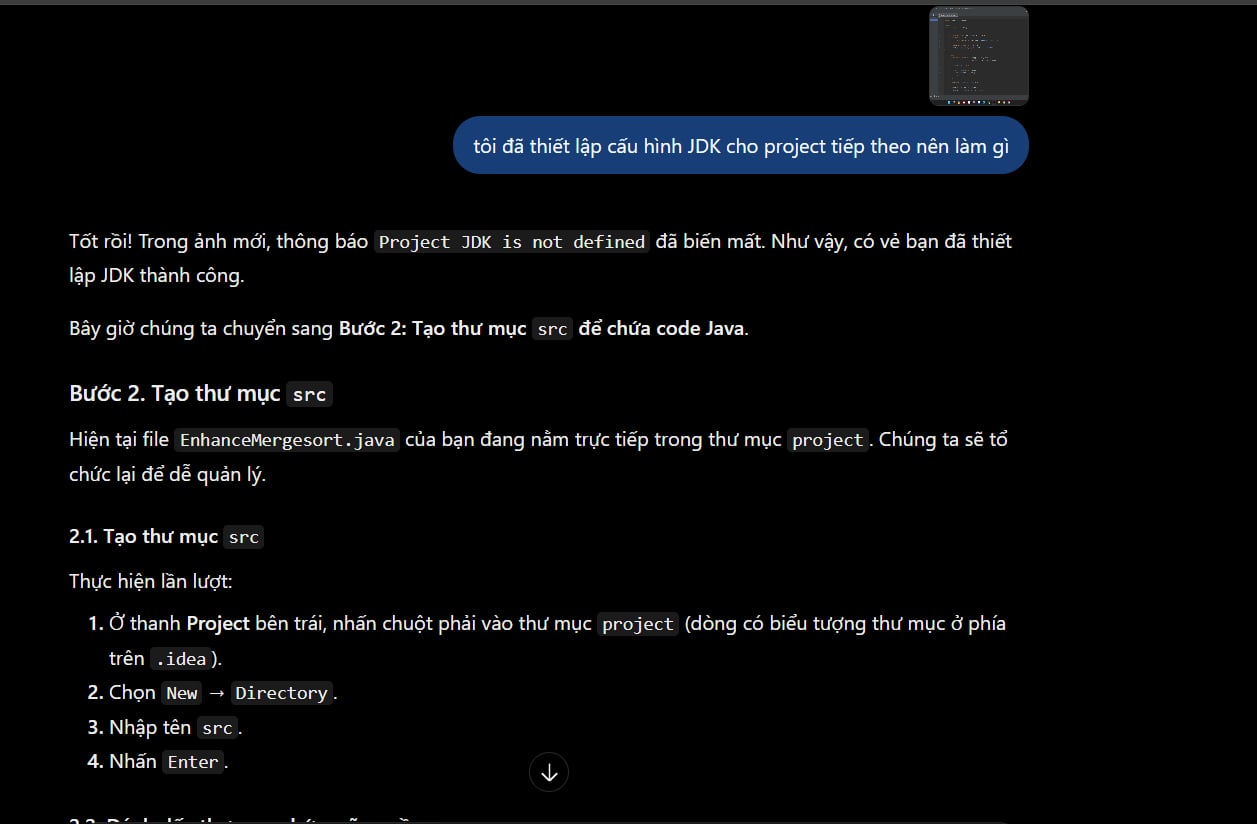 tôi đã thiết lập cấu hình JDK cho project tiếp theo nên làm gì
Tốt rồi! Trong ảnh mới, thông báo Project JDK is not defined đã biến mất. Như vậy, có vẻ bạn đã thiết
lập JDK thành công.
Bây giờ chúng ta chuyển sang Bước 2: Tạo thư mục src để chứa code Java.
Bước 2. Tạo thư mục src
Hiện tại file EnhanceMergesort.java của bạn đang nằm trực tiếp trong thư mục project. Chúng ta sẽ tổ
chức lại để dễ quản lý.
2.1. Tạo thư mục src
Thực hiện lần lượt:
1. Ở thanh Project bên trái, nhấn chuột phải vào thư mục project (dòng có biểu tượng thư mục ở phía
trên .idea).
2. Chọn New → Directory.
3. Nhập tên src.
4. Nhấn Enter.